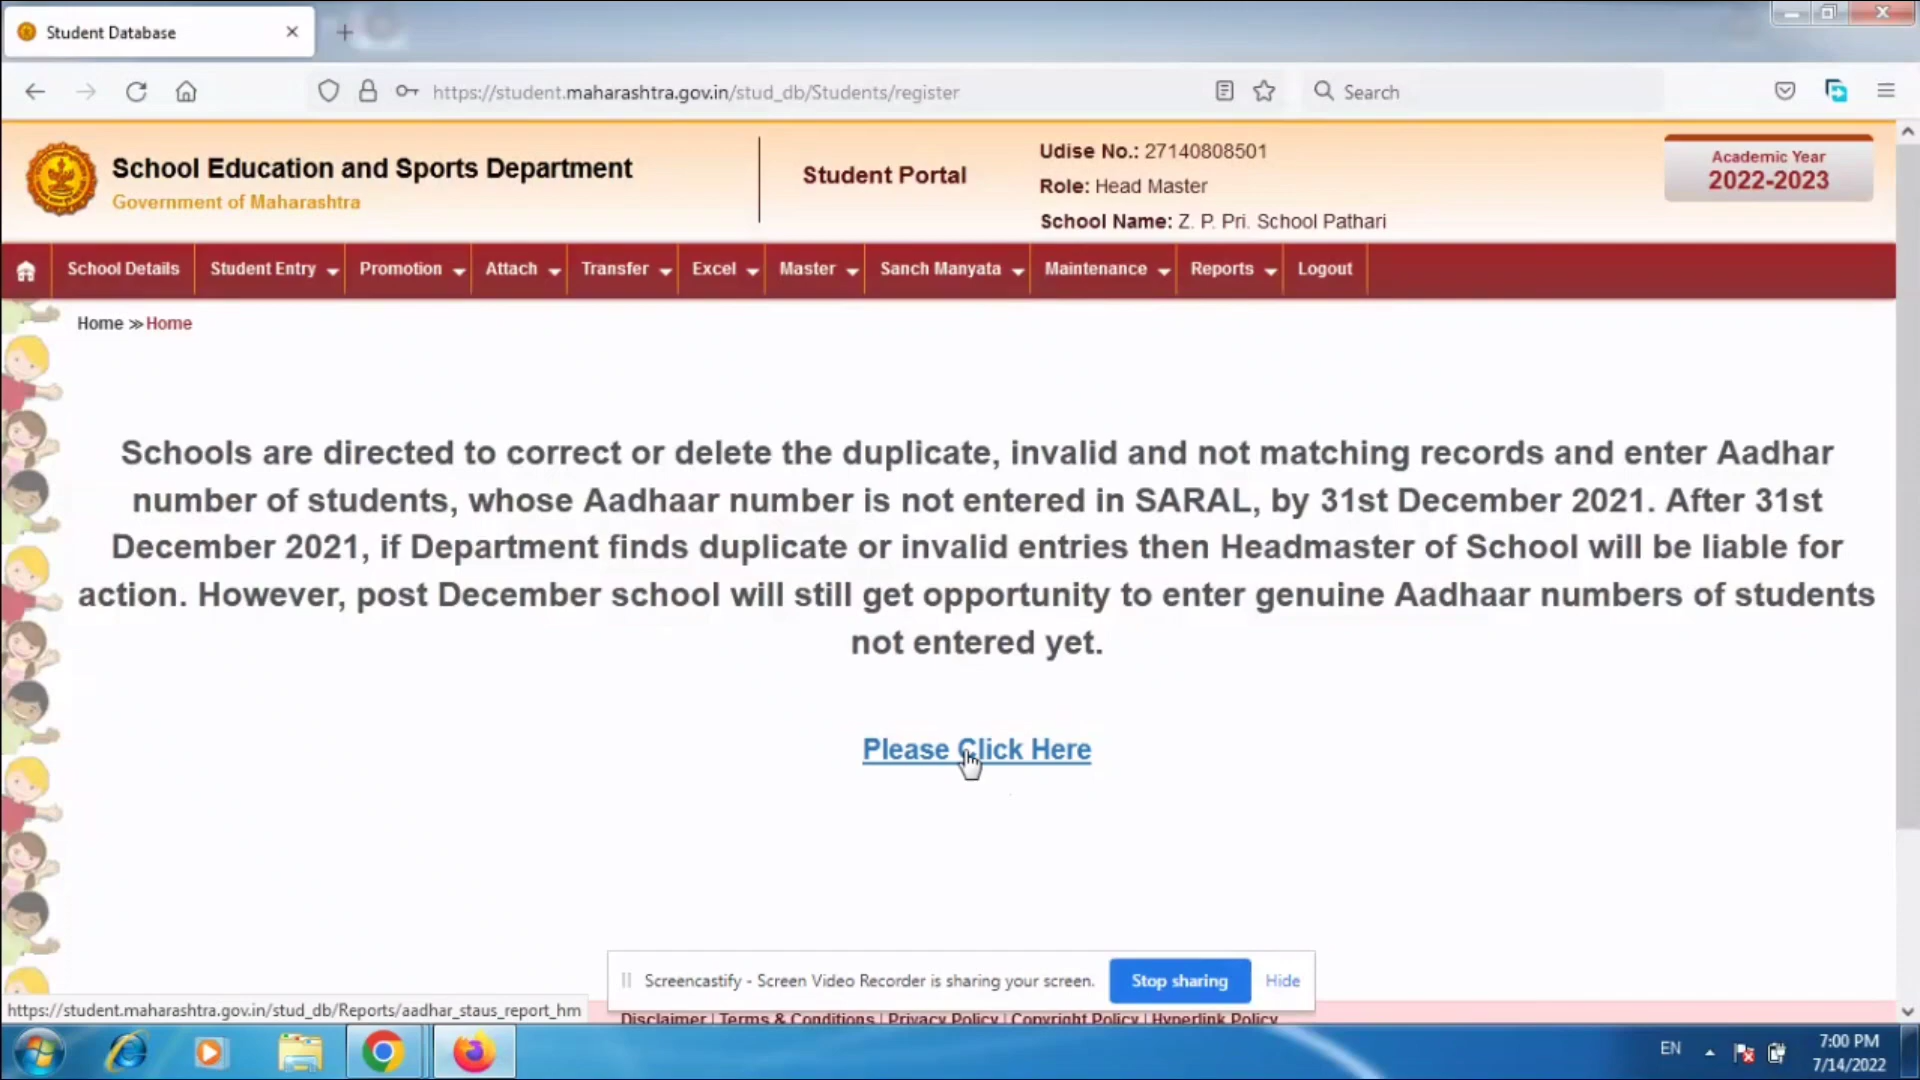 Student Database
https://student.maharashtra.gov.in/stud_db/Students/register
Search
School Education and Sports Department
Government of Maharashtra
Student Portal
Udise No.: 27140808501
Role: Head Master
School Name: Z. P. Pri. School Pathari
Academic Year
2022-2023
School Details Student Entry Promotion Attach Transfer Excel Master Sanch Manyata Maintenance Reports Logout
Home >> Home
Schools are directed to correct or delete the duplicate, invalid and not matching records and enter Aadhar
number of students, whose Aadhaar number is not entered in SARAL, by 31st December 2021. After 31st
December 2021, if Department finds duplicate or invalid entries then Headmaster of School will be liable for
action. However, post December school will still get opportunity to enter genuine Aadhaar numbers of students
not entered yet.
Please Click Here
Screencastify - Screen Video Recorder is sharing your screen. Stop sharing Hide
https://student.maharashtra.gov.in/stud_db/Reports/aadhar_staus_report_hm
Disclaimer | Terms & Conditions | Privacy Policy | Copyright Policy | Hyperlink Policy
EN
7:00 PM
7/14/2022